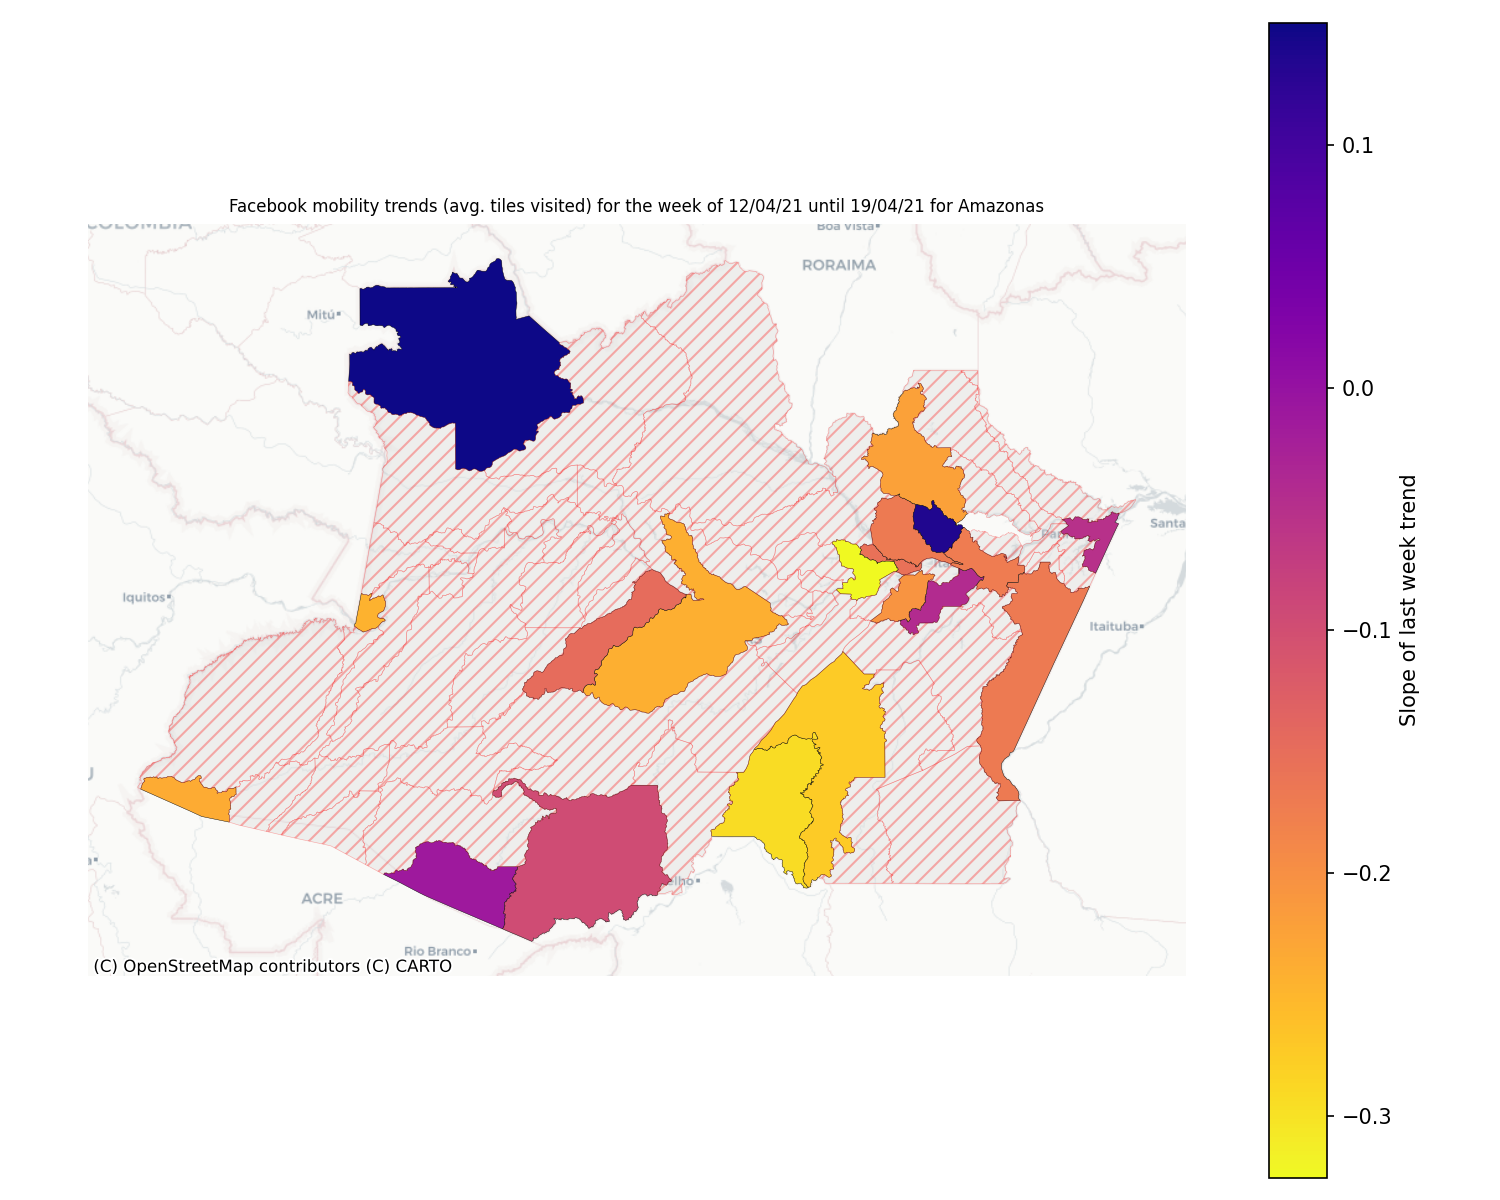 Facebook mobility trends (avg. tiles visited) for the week of 12/04/21 until 19/04/21 for Amazonas
COLOMBIA
Boa Vista
RORAIMA
Mitú
Santa
Iquitos
Itaituba
elho
ACRE
Rio Branco
(C) OpenStreetMap contributors (C) CARTO
0.1
0.0
−0.1
−0.2
−0.3
Slope of last week trend